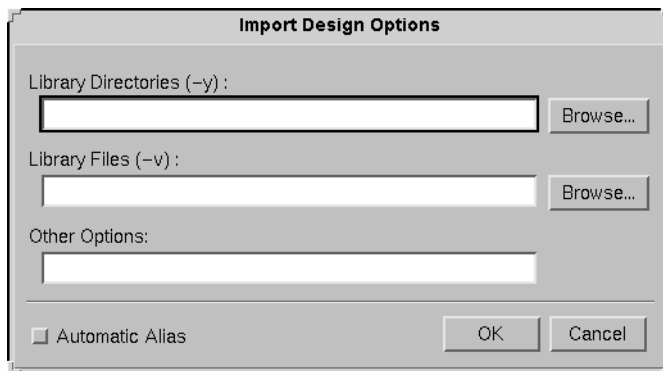 Import Design Options
Library Directories (–y) :
Browse...
Library Files (–v) :
Browse...
Other Options:
Automatic Alias
OK
Cancel